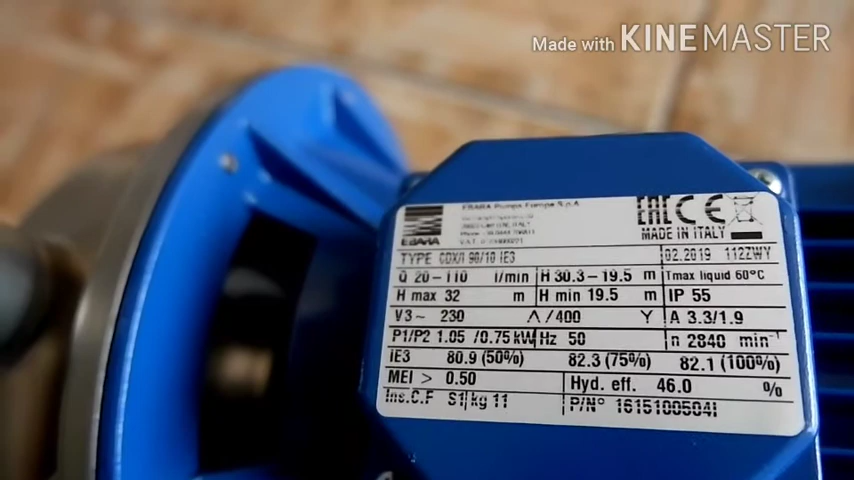 Made with KINEMASTER
EBARA Pumps Europe S.p.A
EAC CE
EBARA
MADE IN ITALY
TYPE CDX/I 90/10 IE3 02.2019 112ZWY
Q 20-110 l/min H 30.3-19.5 m Tmax liquid 60°C
H max 32 m H min 19.5 m IP 55
V3~ 230 /400 Y A 3.3/1.9
P1/P2 1.05 /0.75kW Hz 50 n 2840 min⁻¹
IE3 80.9 (50%) 82.3 (75%) 82.1 (100%)
MEI > 0.50 Hyd. eff. 46.0 %
Ins.C.F S1 kg 11 P/N° 1615100504I